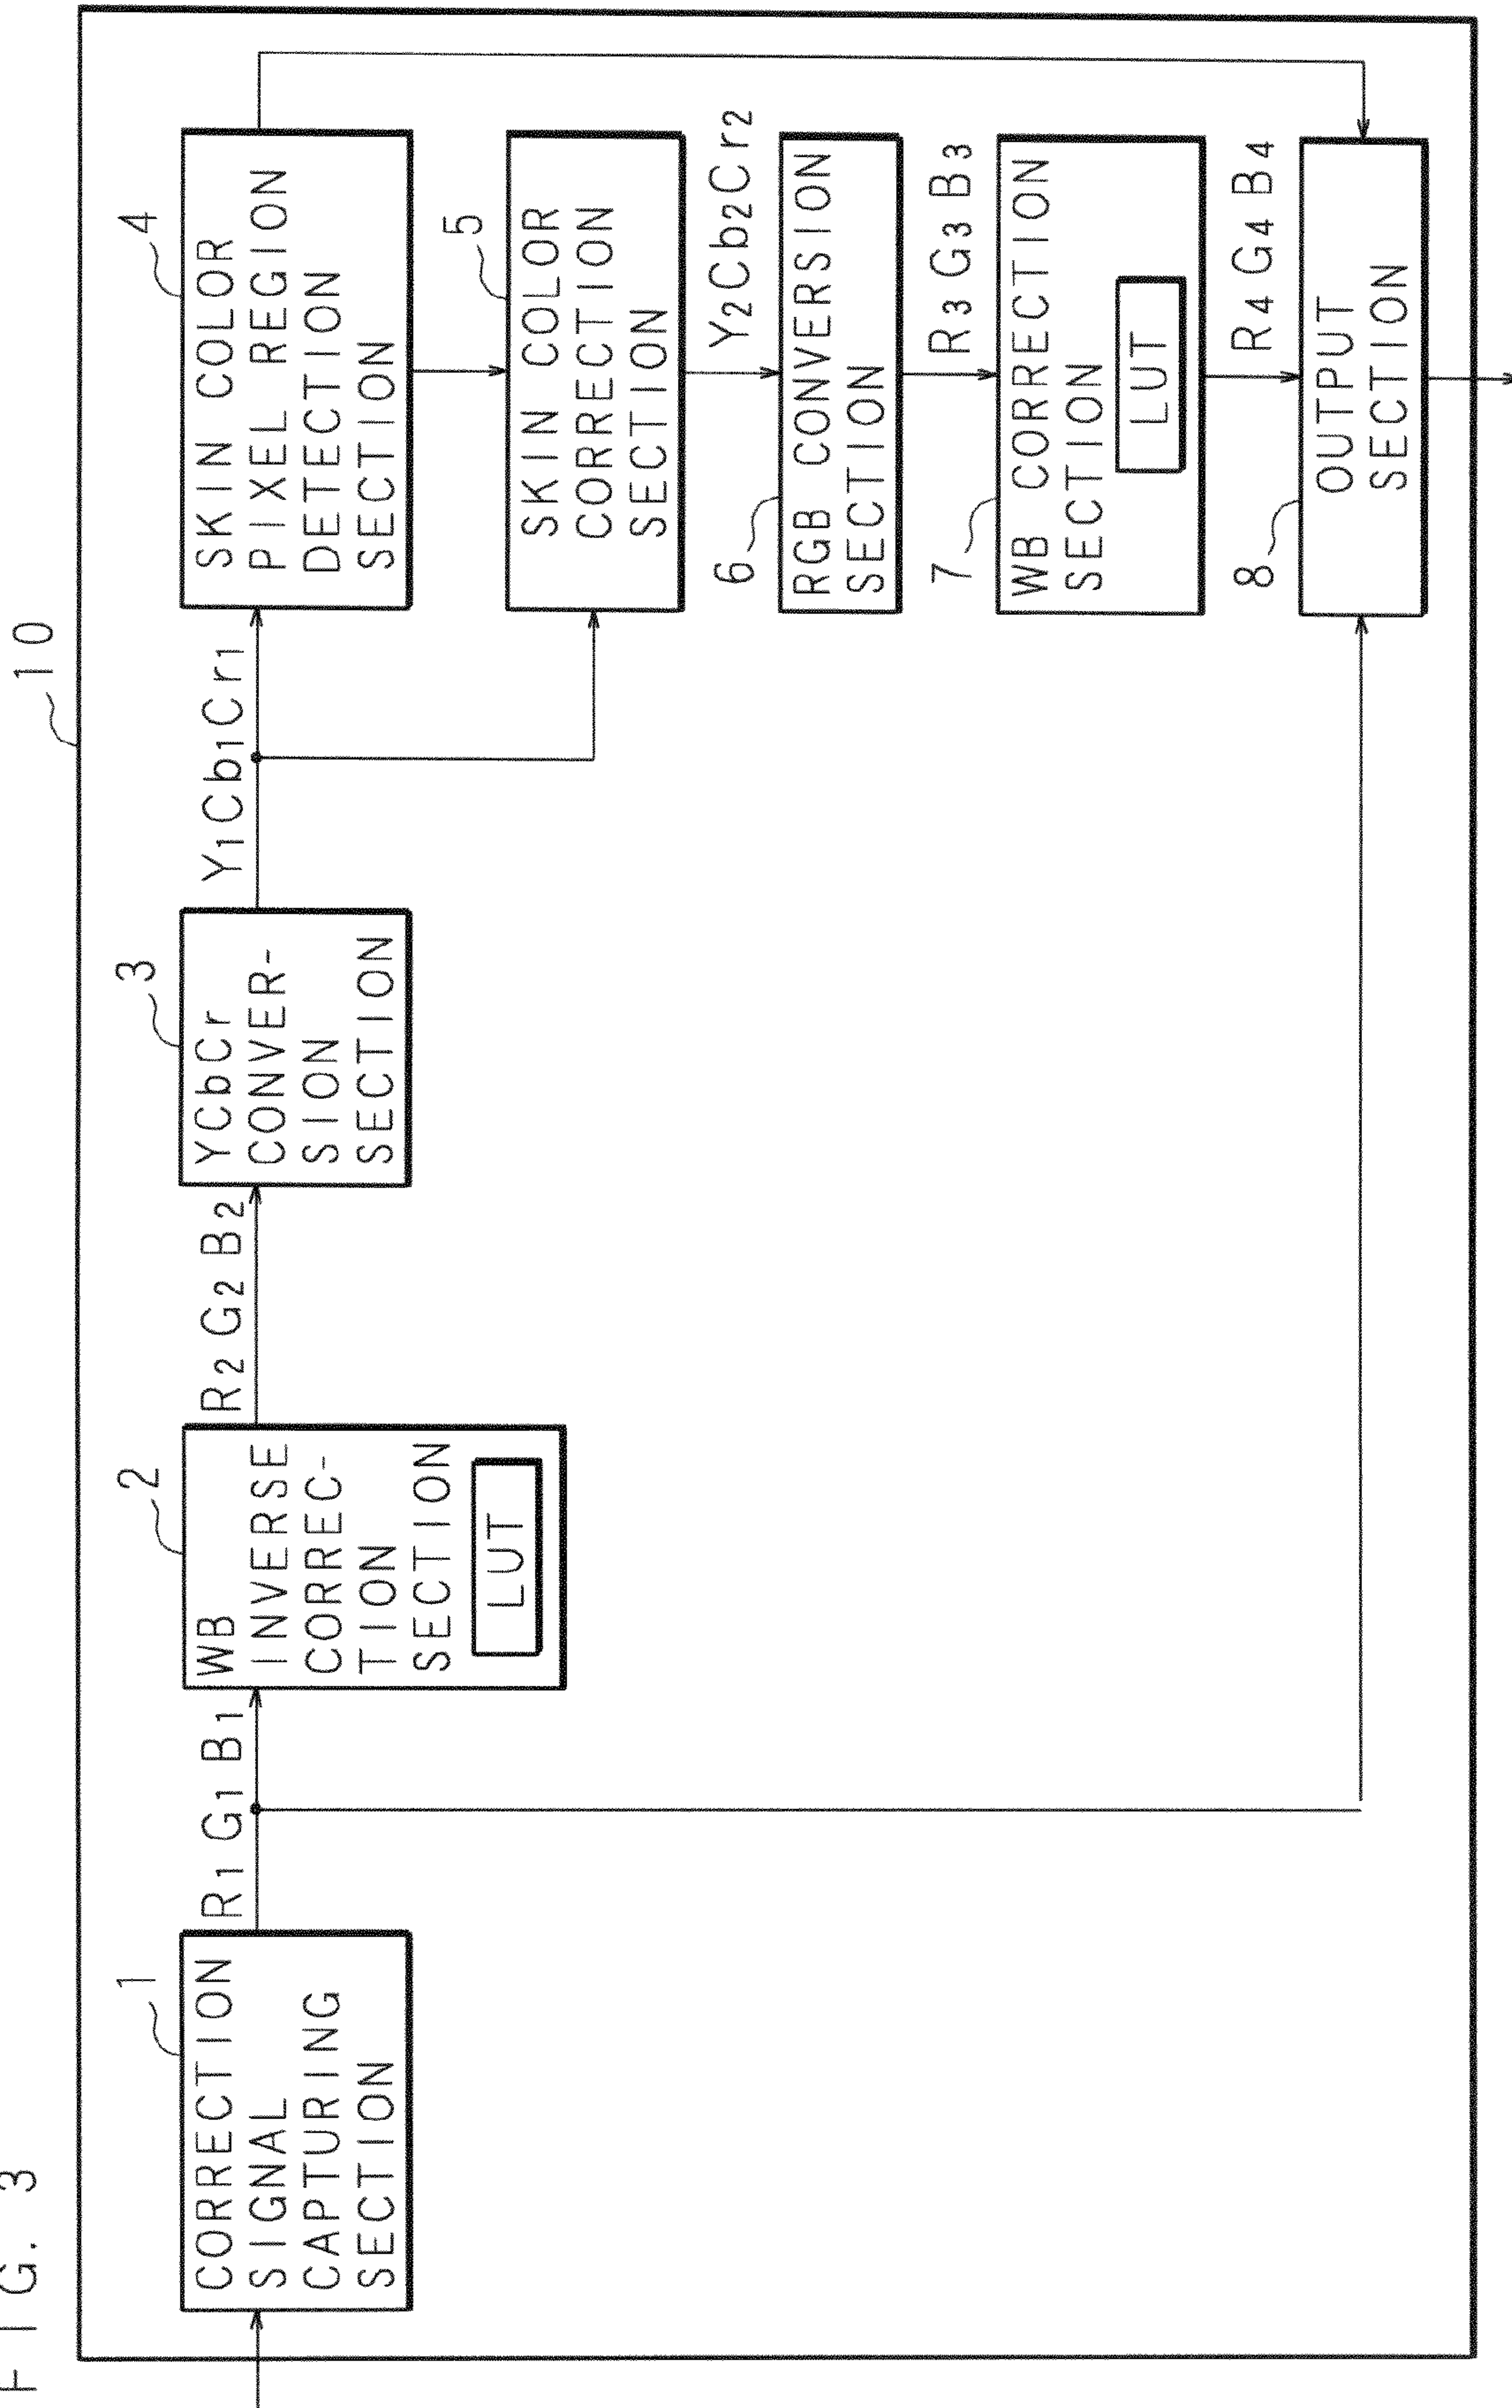 FIG. 3
10
1
CORRECTION
SIGNAL
CAPTURING
SECTION
R1 G1 B1
2
WB
INVERSE
CORREC-
TION
SECTION
LUT
R2 G2 B2
3
YCbCr
CONVER-
SION
SECTION
Y1Cb1Cr1
4
SKIN COLOR
PIXEL REGION
DETECTION
SECTION
5
SKIN COLOR
CORRECTION
SECTION
Y2Cb2Cr2
6
RGB CONVERSION
SECTION
R3 G3 B3
7
WB CORRECTION
SECTION
LUT
R4 G4 B4
8
OUTPUT
SECTION